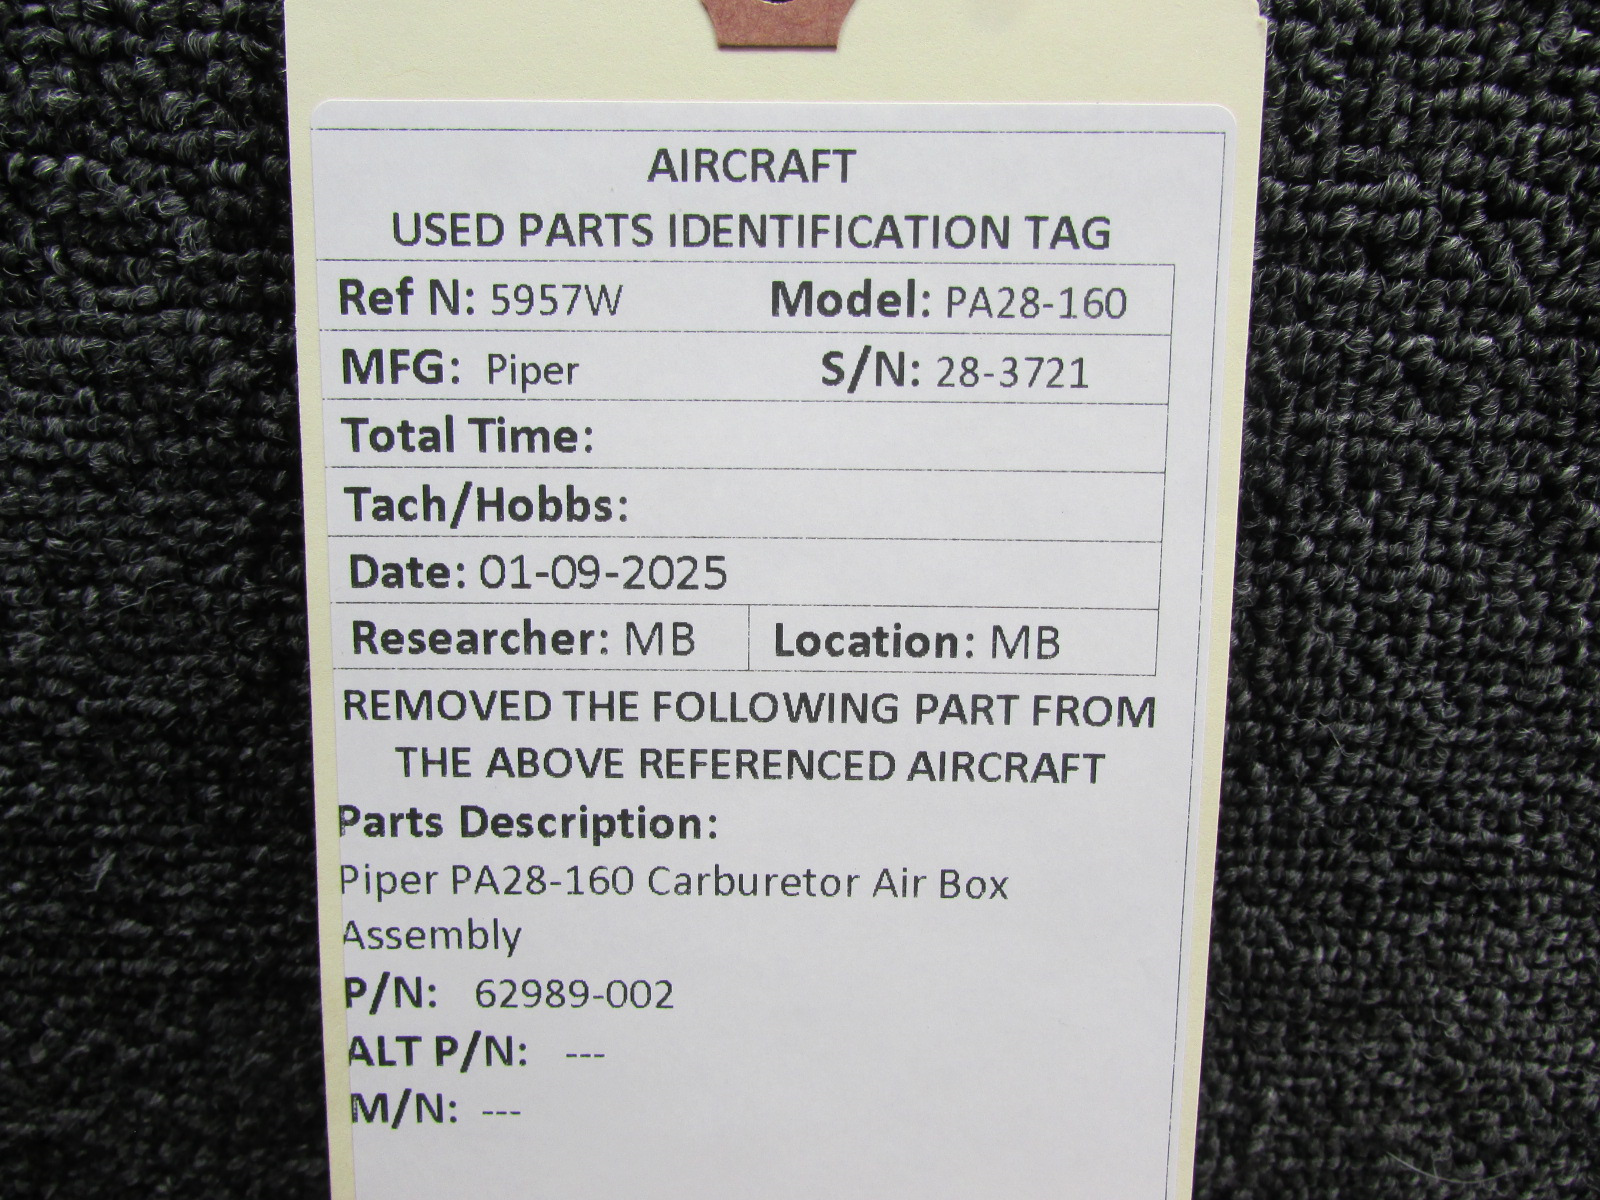 AIRCRAFT
USED PARTS IDENTIFICATION TAG
Ref N: 5957W Model: PA28-160
MFG: Piper S/N: 28-3721
Total Time:
Tach/Hobbs:
Date: 01-09-2025
Researcher: MB Location: MB
REMOVED THE FOLLOWING PART FROM
THE ABOVE REFERENCED AIRCRAFT
Parts Description:
Piper PA28-160 Carburetor Air Box
Assembly
P/N: 62989-002
ALT P/N: ---
M/N: ---